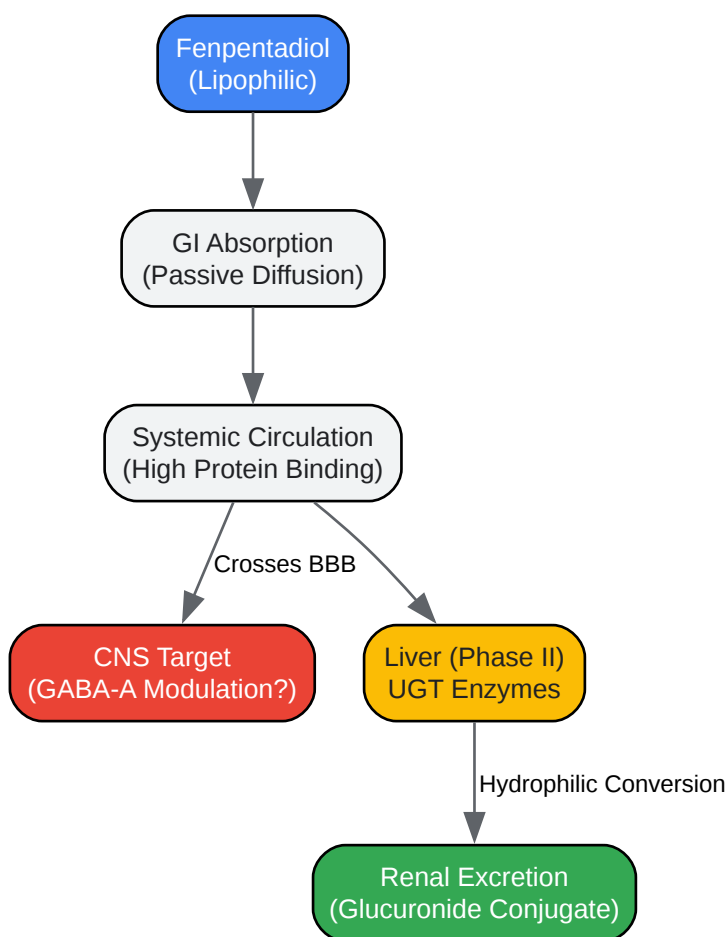 Fenpentadiol
(Lipophilic)
GI Absorption
(Passive Diffusion)
Systemic Circulation
(High Protein Binding)
Crosses BBB
CNS Target
(GABA-A Modulation?)
Liver (Phase II)
UGT Enzymes
Hydrophilic Conversion
Renal Excretion
(Glucuronide Conjugate)